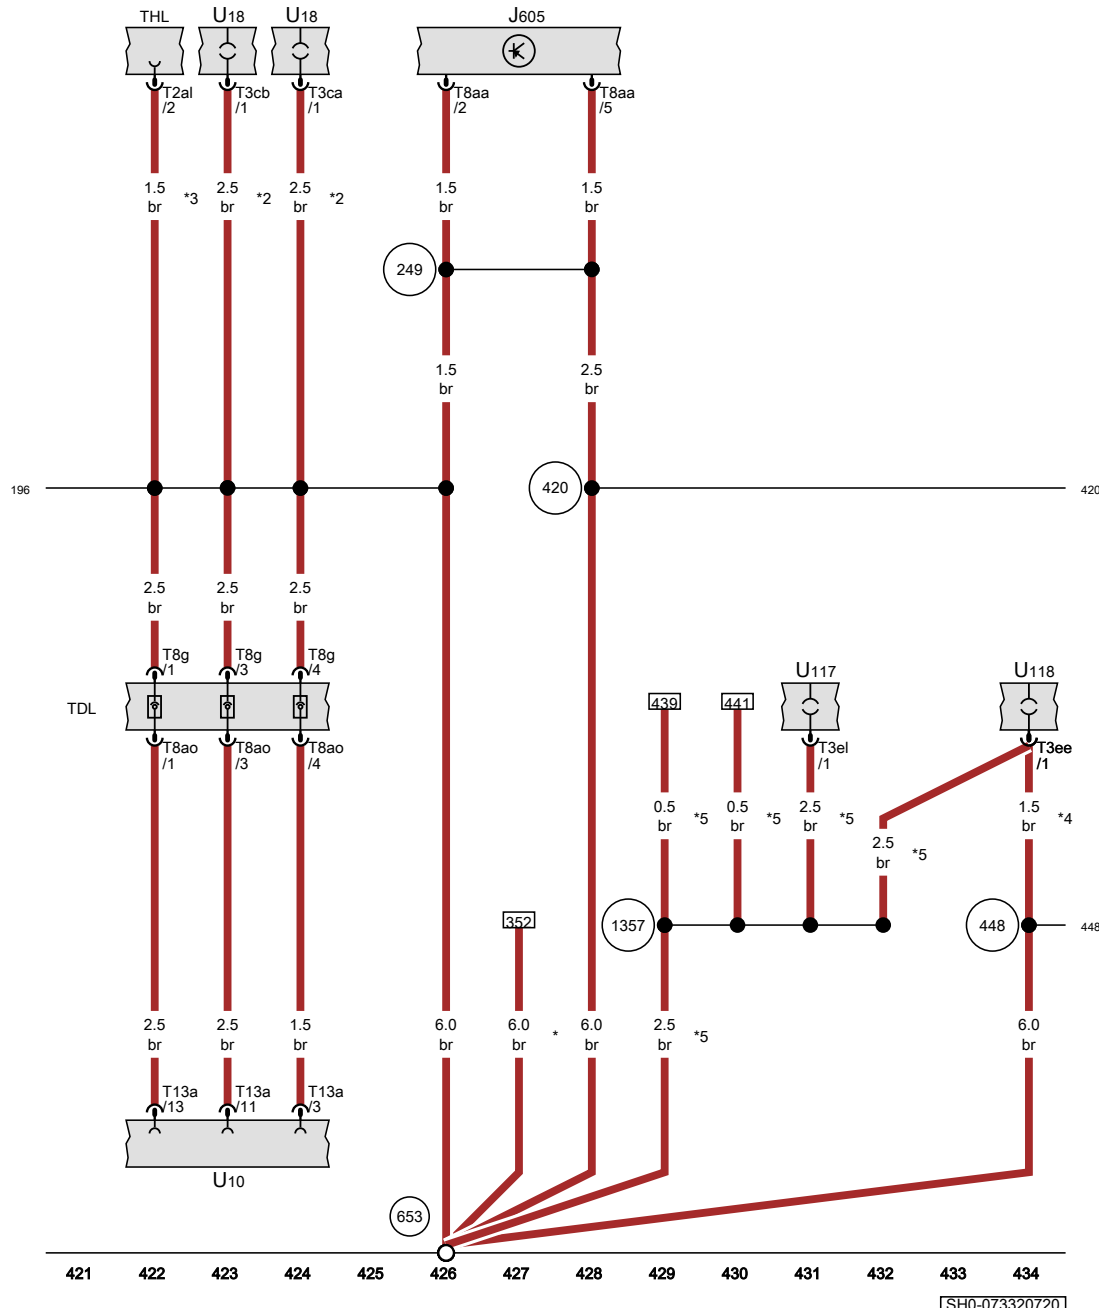 THL U18 U18 J605
T2al T3cb T3ca T8aa T8aa
/2 /1 /1 /2 /5
1.5 *3 2.5 *2 2.5 *2 1.5 1.5
br br br br br
249
1.5 2.5
br br
196 420 420
2.5 2.5 2.5
br br br
T8g T8g T8g
/1 /3 /4
U117 U118
TDL 439 441
T8ao T8ao T8ao T3el T3ee
/1 /3 /4 /1 /1
0.5 *5 0.5 *5 2.5 *5 1.5 *4
br br br br
2.5 *5
br
352 1357 448 448
2.5 2.5 1.5 6.0 6.0 * 6.0 2.5 *5 6.0
br br br br br br br br
T13a T13a T13a
/13 /11 /3
U10
653
421 422 423 424 425 426 427 428 429 430 431 432 433 434
SH0-073320720